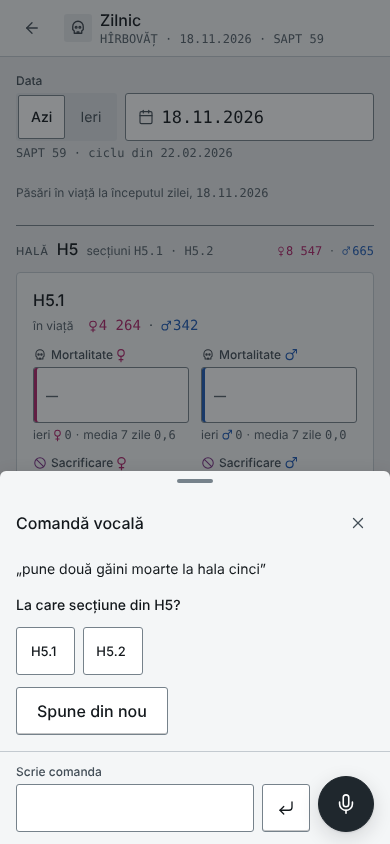 Zilnic
HÎRBOVĂȚ · 18.11.2026 · SAPT 59
Data
Azi Ieri 18.11.2026
SAPT 59 · ciclu din 22.02.2026
Păsări în viață la începutul zilei, 18.11.2026
HALĂ H5 secțiuni H5.1 · H5.2 ♀8 547 · ♂665
H5.1
în viață ♀4 264 · ♂342
Mortalitate ♀ Mortalitate ♂
— —
ieri ♀0 · media 7 zile 0,6 ieri ♂0 · media 7 zile 0,0
Sacrificare ♀ Sacrificare ♂
Comandă vocală
„pune două găini moarte la hala cinci”
La care secțiune din H5?
H5.1 H5.2
Spune din nou
Scrie comanda